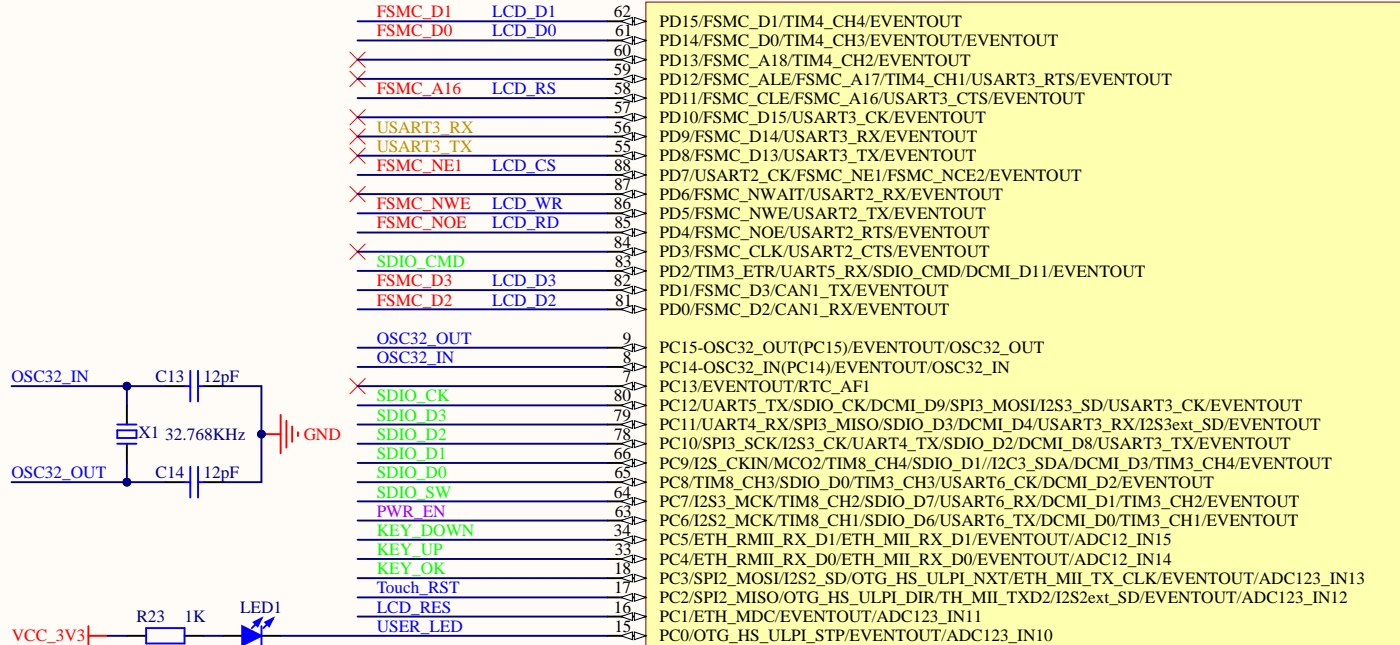 FSMC_D1 LCD_D1 62 PD15/FSMC_D1/TIM4_CH4/EVENTOUT
FSMC_D0 LCD_D0 61 PD14/FSMC_D0/TIM4_CH3/EVENTOUT/EVENTOUT
60 PD13/FSMC_A18/TIM4_CH2/EVENTOUT
59 PD12/FSMC_ALE/FSMC_A17/TIM4_CH1/USART3_RTS/EVENTOUT
FSMC_A16 LCD_RS 58 PD11/FSMC_CLE/FSMC_A16/USART3_CTS/EVENTOUT
57 PD10/FSMC_D15/USART3_CK/EVENTOUT
USART3_RX 56 PD9/FSMC_D14/USART3_RX/EVENTOUT
USART3_TX 55 PD8/FSMC_D13/USART3_TX/EVENTOUT
FSMC_NE1 LCD_CS 88 PD7/USART2_CK/FSMC_NE1/FSMC_NCE2/EVENTOUT
87 PD6/FSMC_NWAIT/USART2_RX/EVENTOUT
FSMC_NWE LCD_WR 86 PD5/FSMC_NWE/USART2_TX/EVENTOUT
FSMC_NOE LCD_RD 85 PD4/FSMC_NOE/USART2_RTS/EVENTOUT
84 PD3/FSMC_CLK/USART2_CTS/EVENTOUT
SDIO_CMD 83 PD2/TIM3_ETR/UART5_RX/SDIO_CMD/DCMI_D11/EVENTOUT
FSMC_D3 LCD_D3 82 PD1/FSMC_D3/CAN1_TX/EVENTOUT
FSMC_D2 LCD_D2 81 PD0/FSMC_D2/CAN1_RX/EVENTOUT
OSC32_OUT 9 PC15-OSC32_OUT(PC15)/EVENTOUT/OSC32_OUT
OSC32_IN 8 PC14-OSC32_IN(PC14)/EVENTOUT/OSC32_IN
OSC32_IN C13 12pF 7 PC13/EVENTOUT/RTC_AF1
SDIO_CK 80 PC12/UART5_TX/SDIO_CK/DCMI_D9/SPI3_MOSI/I2S3_SD/USART3_CK/EVENTOUT
SDIO_D3 79 PC11/UART4_RX/SPI3_MISO/SDIO_D3/DCMI_D4/USART3_RX/I2S3ext_SD/EVENTOUT
X1 32.768KHz GND SDIO_D2 78 PC10/SPI3_SCK/I2S3_CK/UART4_TX/SDIO_D2/DCMI_D8/USART3_TX/EVENTOUT
SDIO_D1 66 PC9/I2S_CKIN/MCO2/TIM8_CH4/SDIO_D1//I2C3_SDA/DCMI_D3/TIM3_CH4/EVENTOUT
OSC32_OUT C14 12pF SDIO_D0 65 PC8/TIM8_CH3/SDIO_D0/TIM3_CH3/USART6_CK/DCMI_D2/EVENTOUT
SDIO_SW 64 PC7/I2S3_MCK/TIM8_CH2/SDIO_D7/USART6_RX/DCMI_D1/TIM3_CH2/EVENTOUT
PWR_EN 63 PC6/I2S2_MCK/TIM8_CH1/SDIO_D6/USART6_TX/DCMI_D0/TIM3_CH1/EVENTOUT
KEY_DOWN 34 PC5/ETH_RMII_RX_D1/ETH_MII_RX_D1/EVENTOUT/ADC12_IN15
KEY_UP 33 PC4/ETH_RMII_RX_D0/ETH_MII_RX_D0/EVENTOUT/ADC12_IN14
KEY_OK 18 PC3/SPI2_MOSI/I2S2_SD/OTG_HS_ULPI_NXT/ETH_MII_TX_CLK/EVENTOUT/ADC123_IN13
Touch_RST 17 PC2/SPI2_MISO/OTG_HS_ULPI_DIR/TH_MII_TXD2/I2S2ext_SD/EVENTOUT/ADC123_IN12
LCD_RES 16 PC1/ETH_MDC/EVENTOUT/ADC123_IN11
VCC_3V3 R23 1K LED1 USER_LED 15 PC0/OTG_HS_ULPI_STP/EVENTOUT/ADC123_IN10